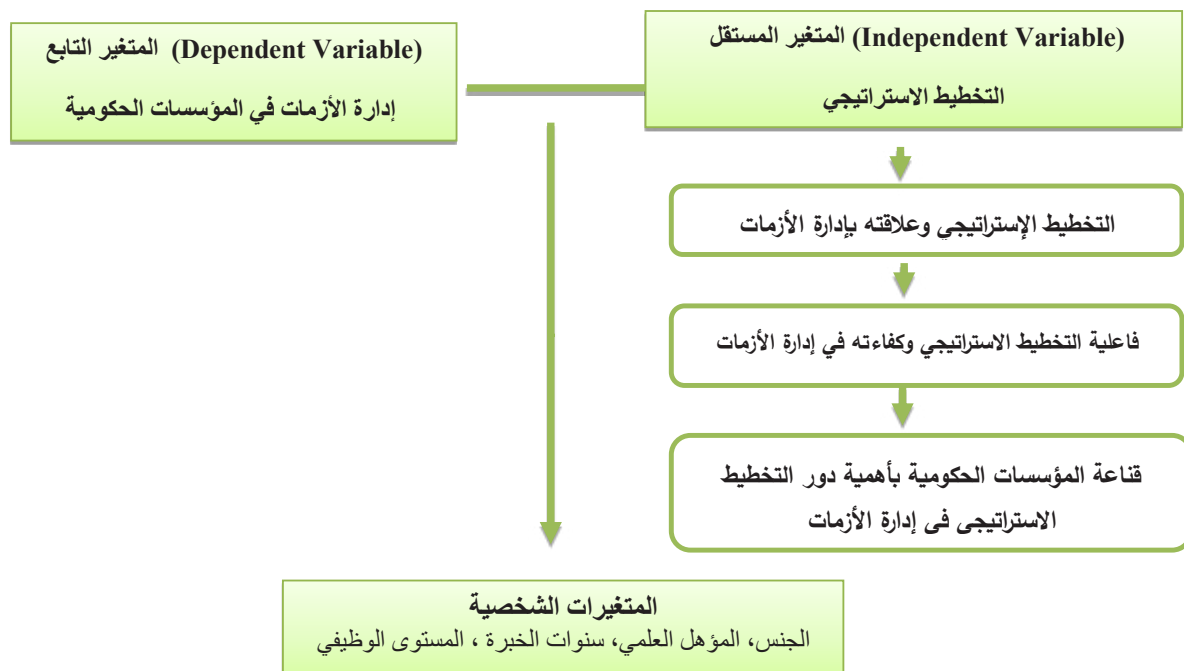 المتغير المستقل (Independent Variable)
التخطيط الاستراتيجي
المتغير التابع (Dependent Variable)
إدارة الأزمات في المؤسسات الحكومية
التخطيط الإستراتيجي وعلاقته بإدارة الأزمات
فاعلية التخطيط الاستراتيجي وكفاءته في إدارة الأزمات
قناعة المؤسسات الحكومية بأهمية دور التخطيط
الاستراتيجى فى إدارة الأزمات
المتغيرات الشخصية
الجنس، المؤهل العلمي، سنوات الخبرة ، المستوى الوظيفي